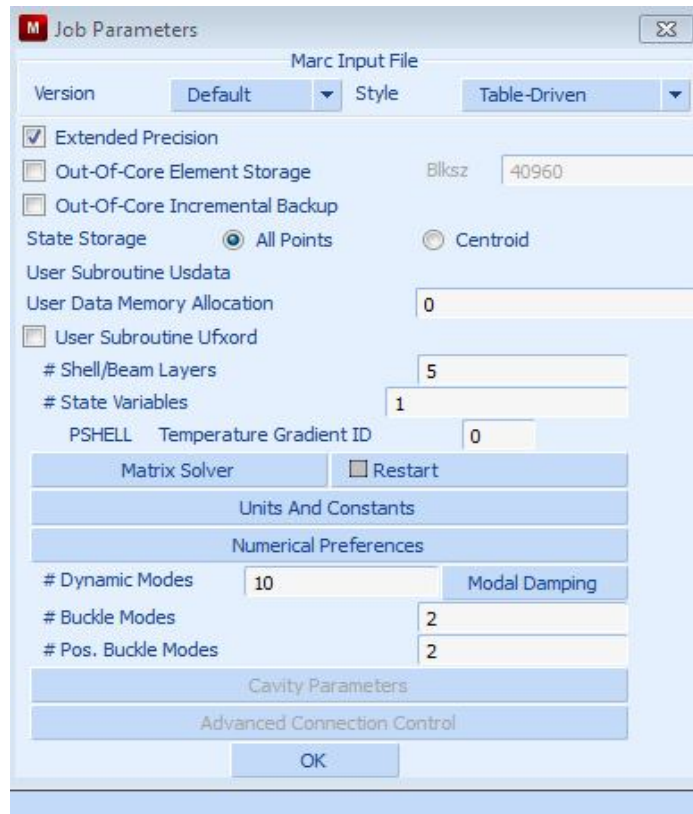 M Job Parameters
Marc Input File
Version Default Style Table-Driven
Extended Precision
Out-Of-Core Element Storage Blksz 40960
Out-Of-Core Incremental Backup
State Storage All Points Centroid
User Subroutine Usdata
User Data Memory Allocation 0
User Subroutine Ufxord
# Shell/Beam Layers 5
# State Variables 1
PSHELL Temperature Gradient ID 0
Matrix Solver Restart
Units And Constants
Numerical Preferences
# Dynamic Modes 10 Modal Damping
# Buckle Modes 2
# Pos. Buckle Modes 2
Cavity Parameters
Advanced Connection Control
OK